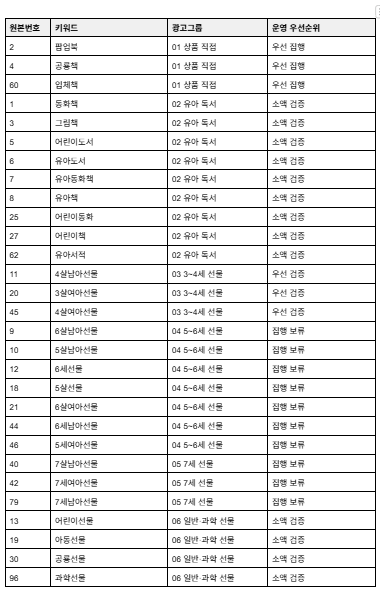 원본번호 키워드 광고그룹 운영 우선순위
2 팝업북 01 상품 직접 우선 집행
4 공룡책 01 상품 직접 우선 집행
60 입체책 01 상품 직접 우선 집행
1 동화책 02 유아 독서 소액 검증
3 그림책 02 유아 독서 소액 검증
5 어린이도서 02 유아 독서 소액 검증
6 유아도서 02 유아 독서 소액 검증
7 유아동화책 02 유아 독서 소액 검증
8 유아책 02 유아 독서 소액 검증
25 어린이동화 02 유아 독서 소액 검증
27 어린이책 02 유아 독서 소액 검증
62 유아서적 02 유아 독서 소액 검증
11 4살남아선물 03 3~4세 선물 우선 검증
20 3살여아선물 03 3~4세 선물 우선 검증
45 4살여아선물 03 3~4세 선물 우선 검증
9 6살남아선물 04 5~6세 선물 집행 보류
10 5살남아선물 04 5~6세 선물 집행 보류
12 6세선물 04 5~6세 선물 집행 보류
18 5살선물 04 5~6세 선물 집행 보류
21 6살여아선물 04 5~6세 선물 집행 보류
44 6세남아선물 04 5~6세 선물 집행 보류
46 5세여아선물 04 5~6세 선물 집행 보류
40 7살남아선물 05 7세 선물 집행 보류
42 7세여아선물 05 7세 선물 집행 보류
79 7세남아선물 05 7세 선물 집행 보류
13 어린이선물 06 일반·과학 선물 소액 검증
19 아동선물 06 일반·과학 선물 소액 검증
30 공룡선물 06 일반·과학 선물 소액 검증
96 과학선물 06 일반·과학 선물 소액 검증